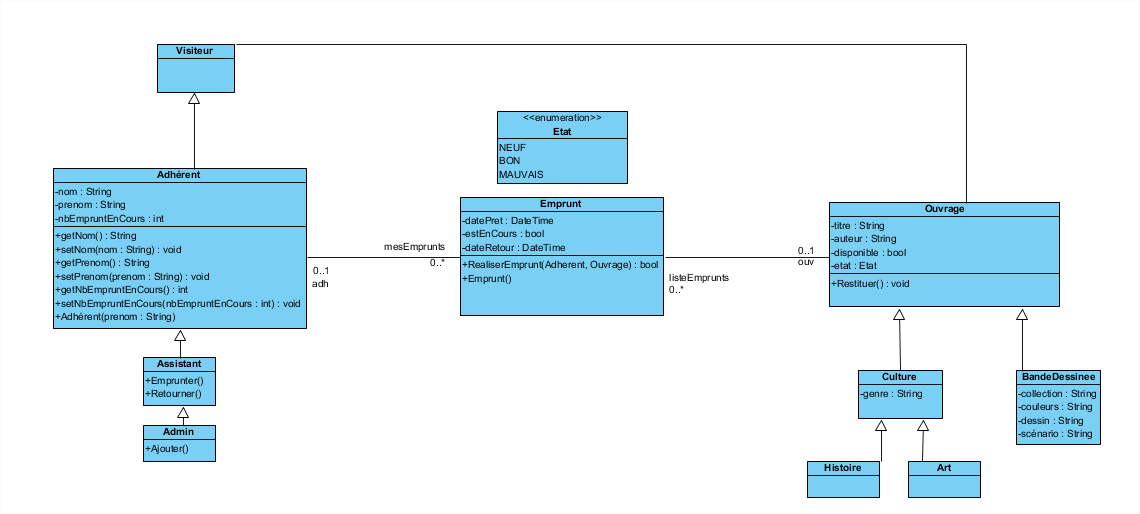 Visiteur
<<enumeration>>
Etat
NEUF
BON
MAUVAIS
Adhérent
-nom : String
-prenom : String
-nbEmpruntEnCours : int
+getNom() : String
+setNom(nom : String) : void
+getPrenom() : String
+setPrenom(prenom : String) : void
+getNbEmpruntEnCours() : int
+setNbEmpruntEnCours(nbEmpruntEnCours : int) : void
+Adhérent(prenom : String)
mesEmprunts
0..*
0..1
adh
Emprunt
-datePret : DateTime
-estEnCours : bool
-dateRetour : DateTime
+RealiserEmprunt(Adherent, Ouvrage) : bool
+Emprunt()
0..1
ouv
listeEmprunts
0..*
Ouvrage
-titre : String
-auteur : String
-disponible : bool
-etat : Etat
+Restituer() : void
Assistant
+Emprunter()
+Retourner()
Admin
+Ajouter()
Culture
-genre : String
BandeDessinee
-collection : String
-couleurs : String
-dessin : String
-scénario : String
Histoire
Art